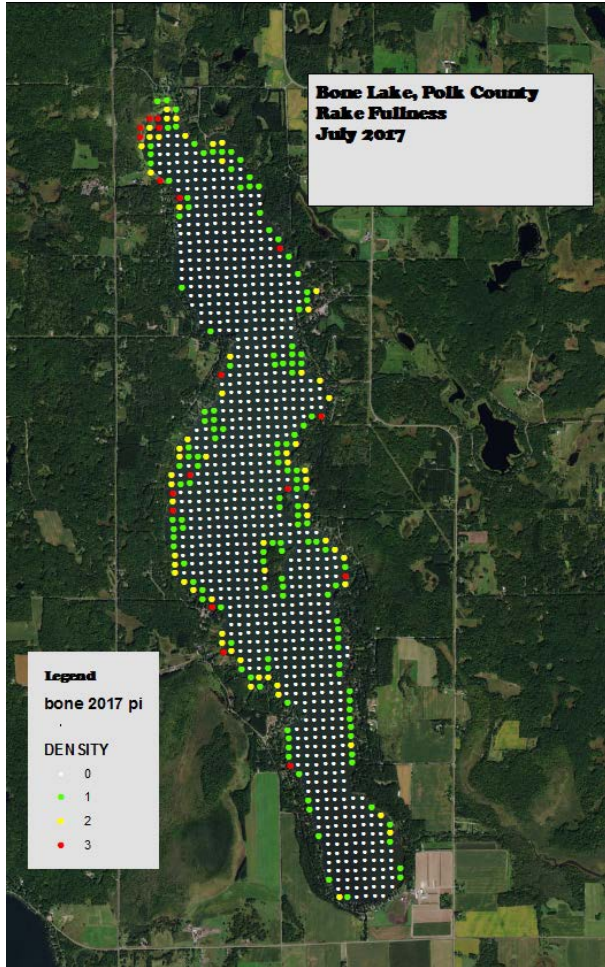 Bone Lake, Polk County
Rake Fullness
July 2017
Legend
bone 2017 pi
DENSITY
0
1
2
3